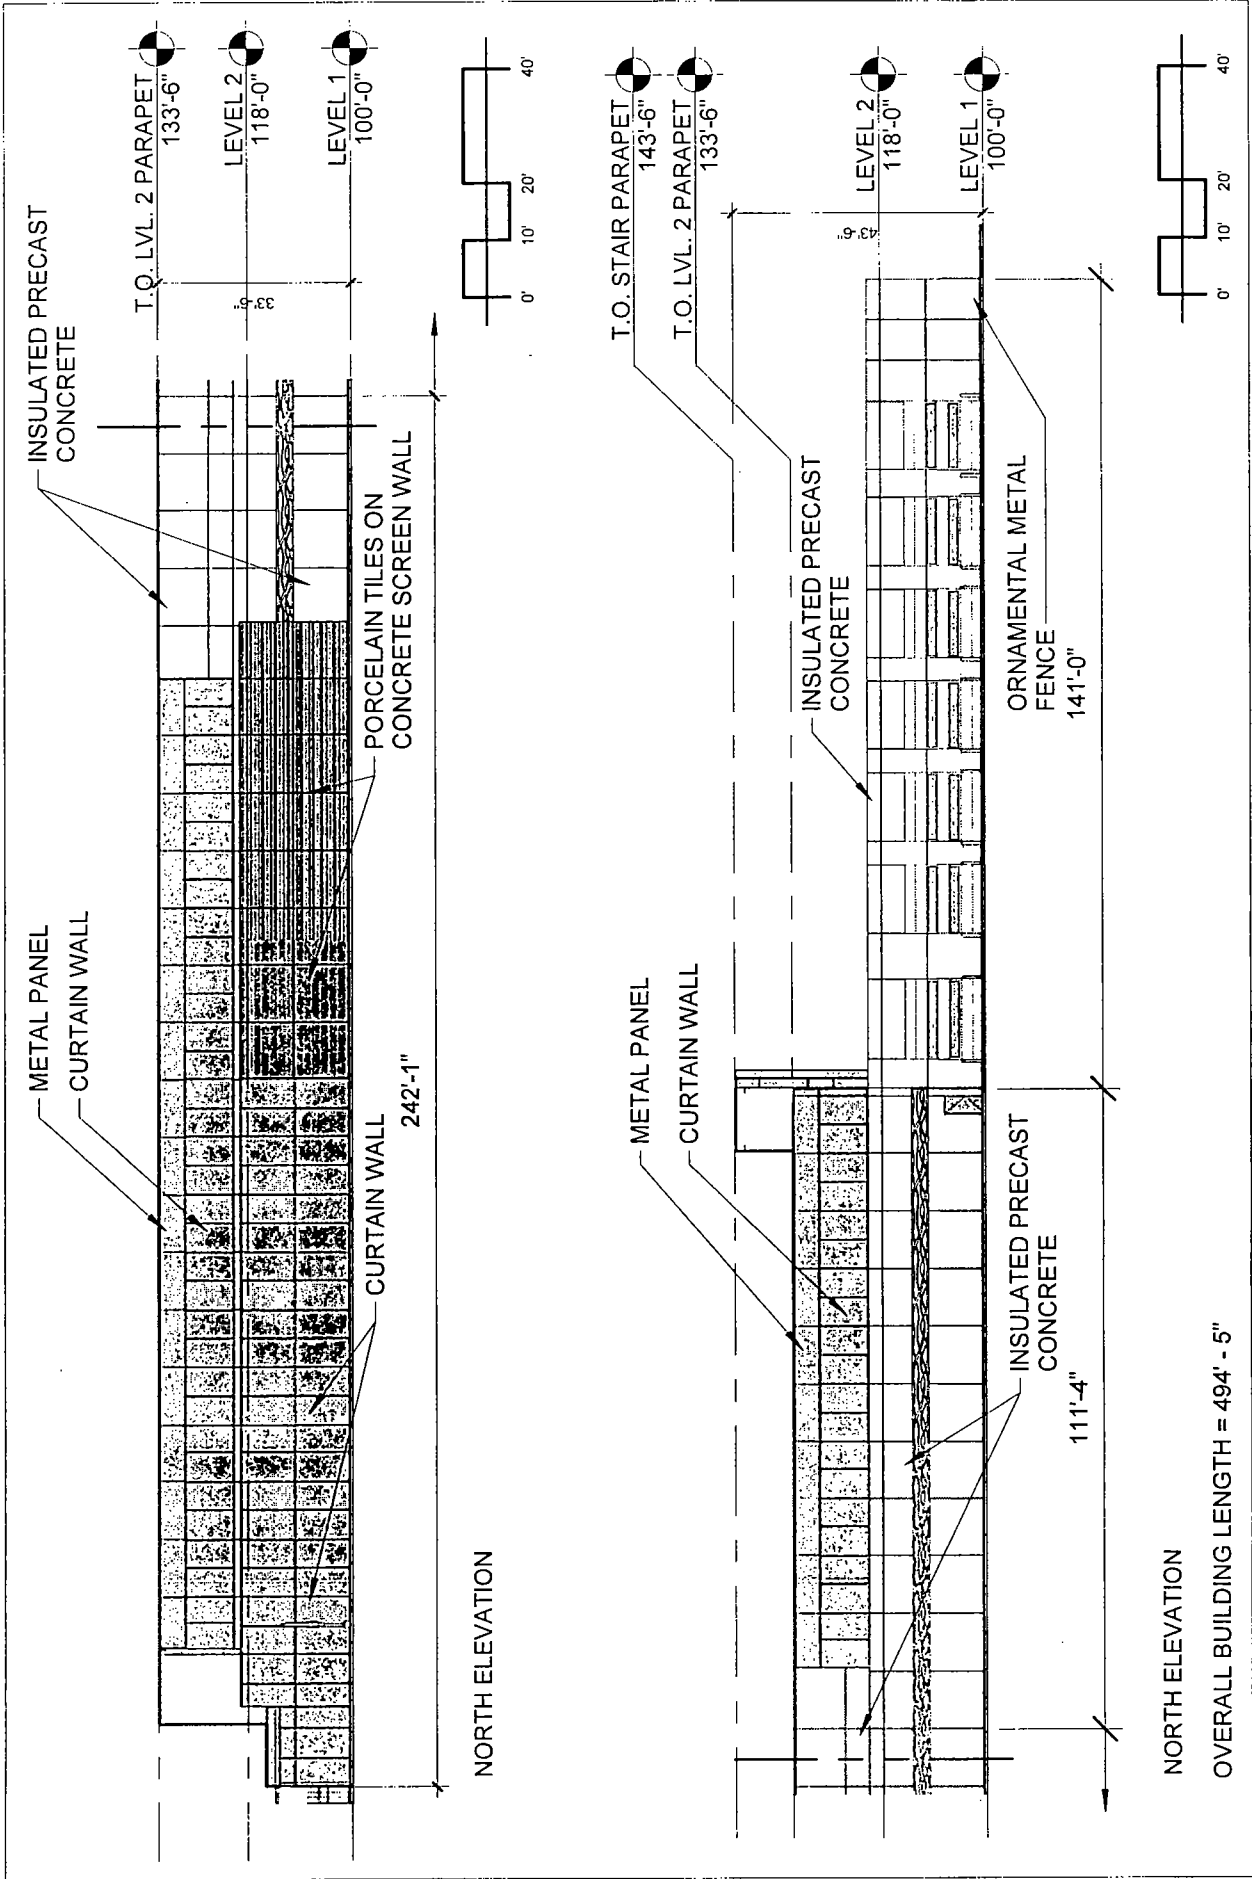 METAL PANEL
CURTAIN WALL
INSULATED PRECAST
CONCRETE
T.O. LVL. 2 PARAPET
133'-6"
LEVEL 2
118'-0"
LEVEL 1
100'-0"
33'-6"
CURTAIN WALL
PORCELAIN TILES ON
CONCRETE SCREEN WALL
242'-1"
NORTH ELEVATION
0'
10'
20'
40'
T.O. STAIR PARAPET
143'-6"
T.O. LVL. 2 PARAPET
133'-6"
LEVEL 2
118'-0"
LEVEL 1
100'-0"
43'-6"
METAL PANEL
CURTAIN WALL
INSULATED PRECAST
CONCRETE
INSULATED PRECAST
CONCRETE
111'-4"
ORNAMENTAL METAL
FENCE
141'-0"
NORTH ELEVATION
OVERALL BUILDING LENGTH = 494' - 5"
0'
10'
20'
40'